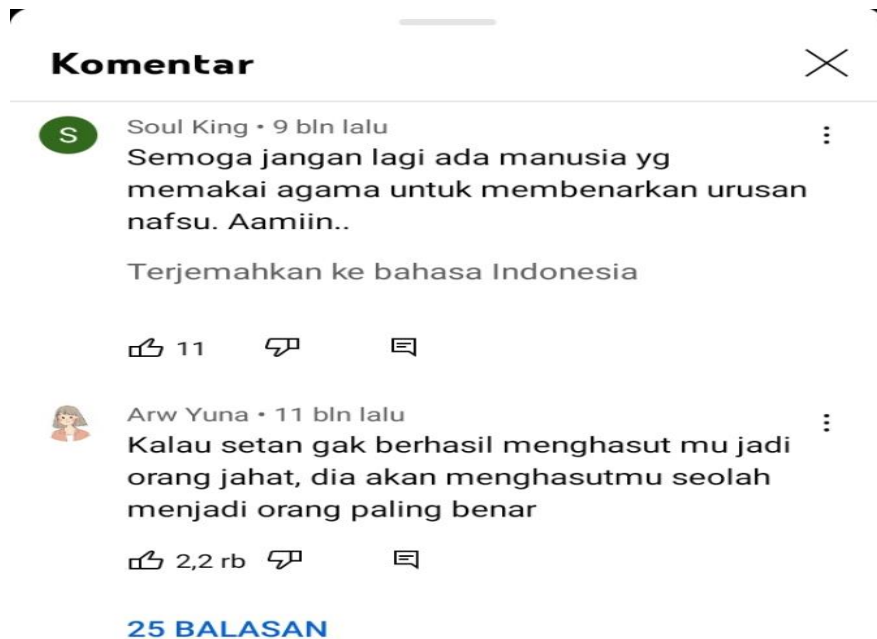 Komentar
S
Soul King • 9 bln lalu
Semoga jangan lagi ada manusia yg
memakai agama untuk membenarkan urusan
nafsu. Aamiin..
Terjemahkan ke bahasa Indonesia
11
Arw Yuna • 11 bln lalu
Kalau setan gak berhasil menghasut mu jadi
orang jahat, dia akan menghasutmu seolah
menjadi orang paling benar
2,2 rb
25 BALASAN